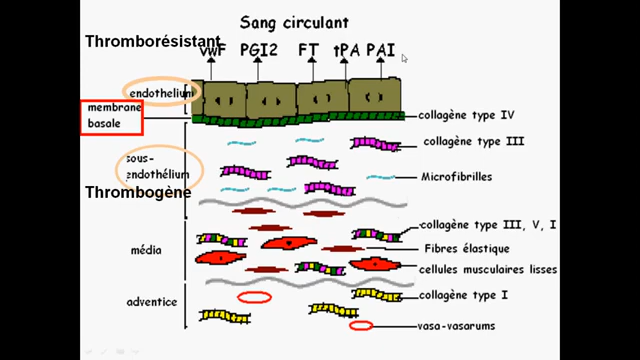 Sang circulant
Thromborésistant
vWF PGI2 FT tPA PAI
endothelium
membrane
basale
collagène type IV
collagène type III
sous-
endothélium
Microfibrilles
Thrombogène
collagène type III, V, I
média
Fibres élastique
cellules musculaires lisses
adventice
collagène type I
vasa-vasarums